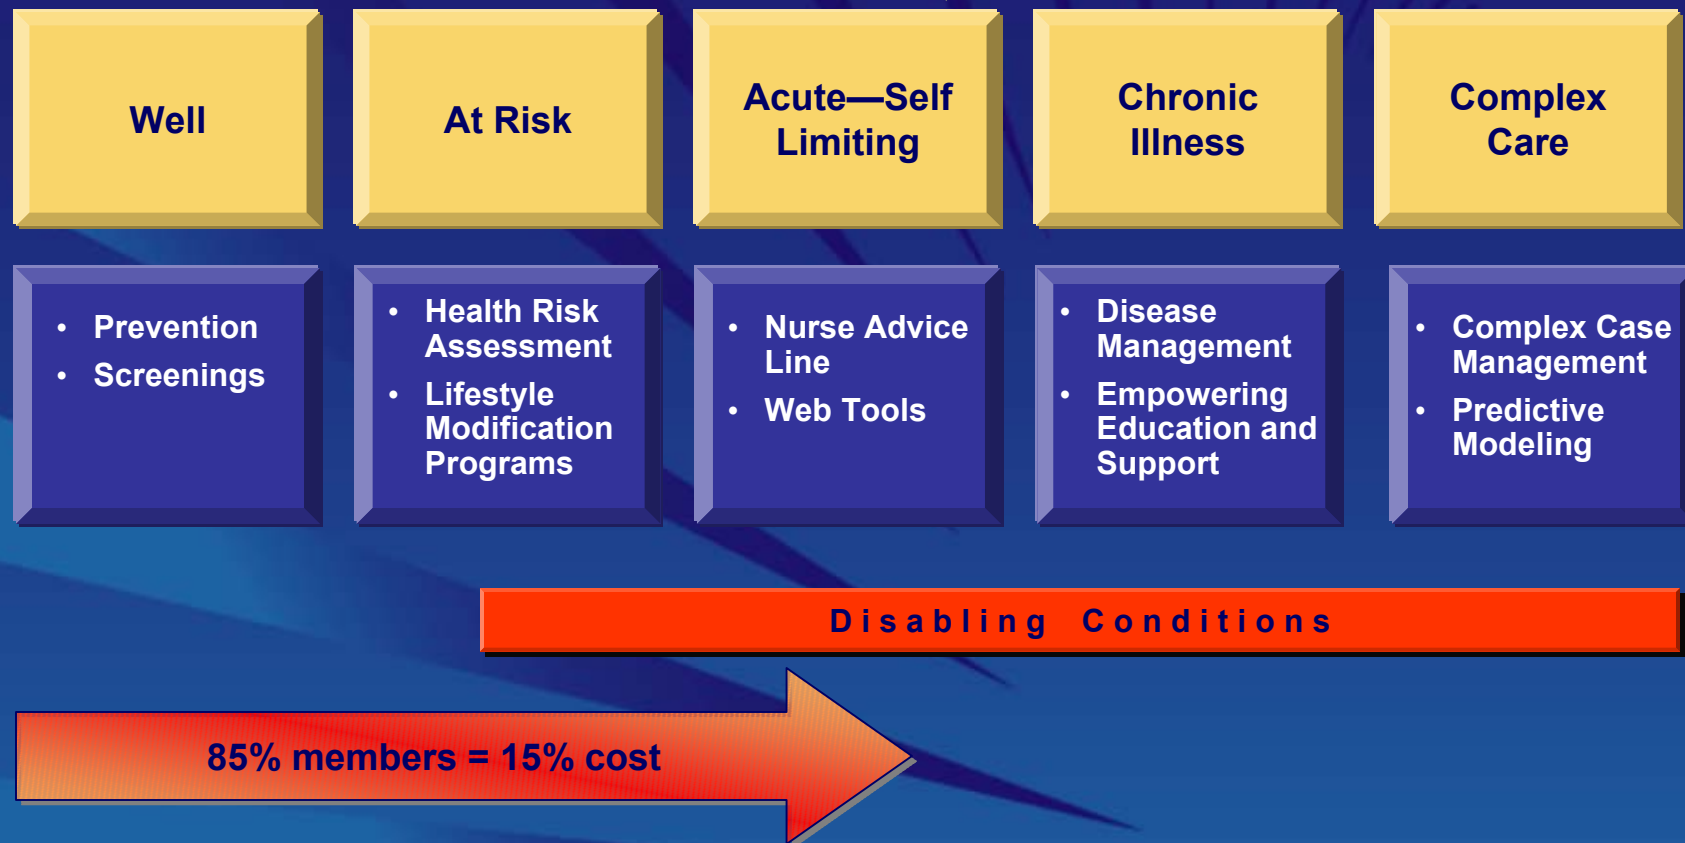 Well
At Risk
Acute—Self
Limiting
Chronic
Illness
Complex
Care
• Prevention
• Screenings
• Health Risk
Assessment
• Lifestyle
Modification
Programs
• Nurse Advice
Line
• Web Tools
• Disease
Management
• Empowering
Education and
Support
• Complex Case
Management
• Predictive
Modeling
Disabling Conditions
85% members = 15% cost